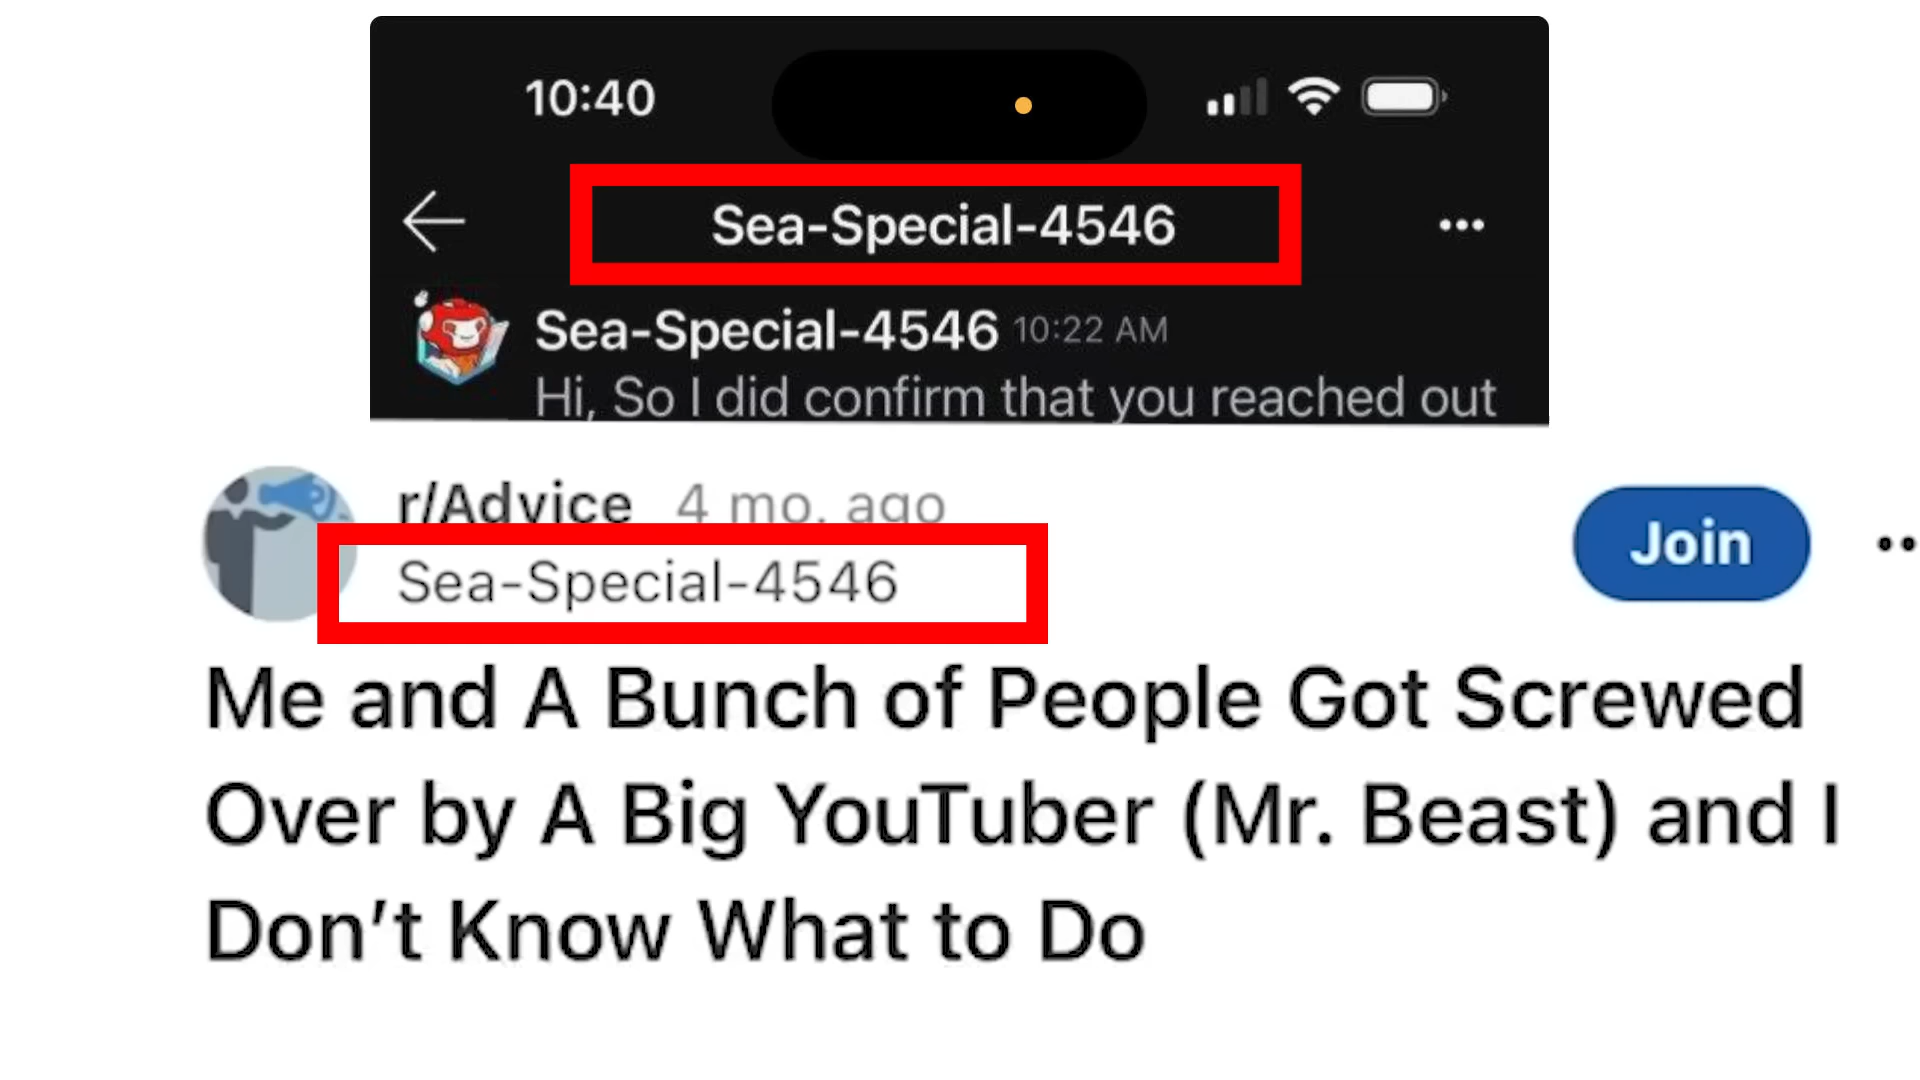 10:40
Sea-Special-4546
Sea-Special-4546 10:22 AM
Hi, So I did confirm that you reached out
r/Advice 4 mo. ago
Sea-Special-4546
Join
Me and A Bunch of People Got Screwed
Over by A Big YouTuber (Mr. Beast) and I
Don’t Know What to Do